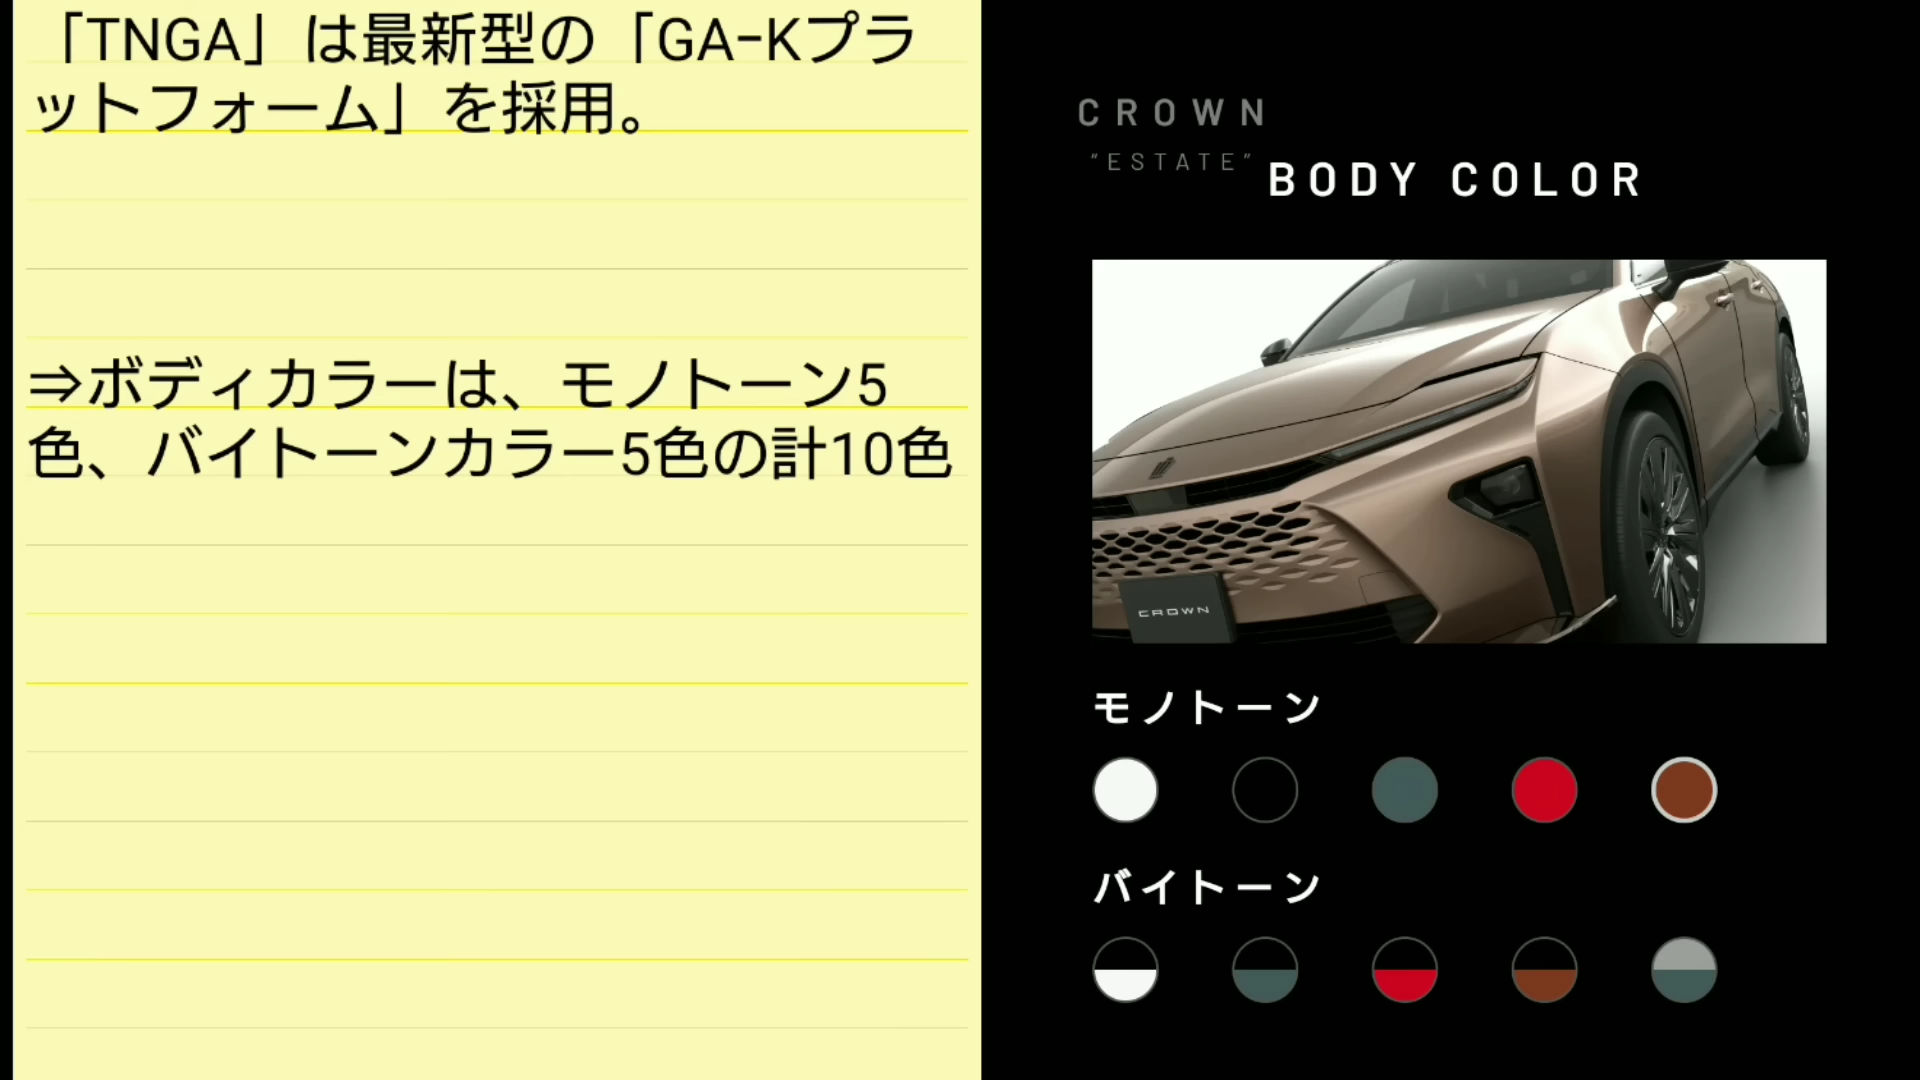 「TNGA」は最新型の「GA-Kプラ
ットフォーム」を採用。
⇒ボディカラーは、モノトーン5
色、バイトーンカラー5色の計10色
CROWN
"ESTATE"
BODY COLOR
CROWN
モノトーン
バイトーン